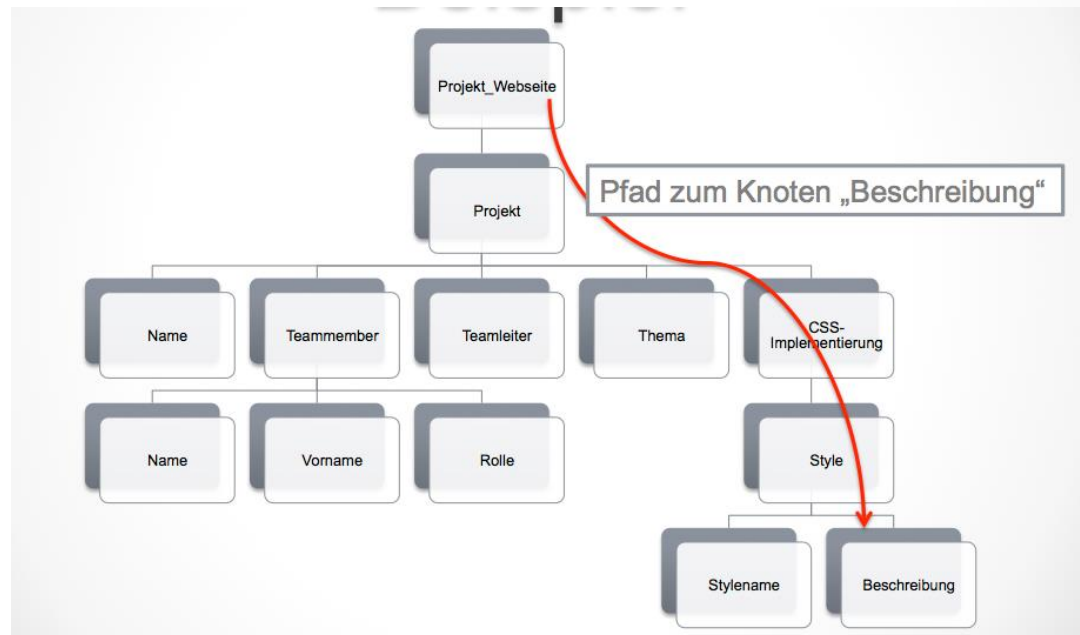 Projekt_Webseite
Pfad zum Knoten „Beschreibung“
Projekt
Name
Teammember
Teamleiter
Thema
CSS-
Implementierung
Name
Vorname
Rolle
Style
Stylename
Beschreibung